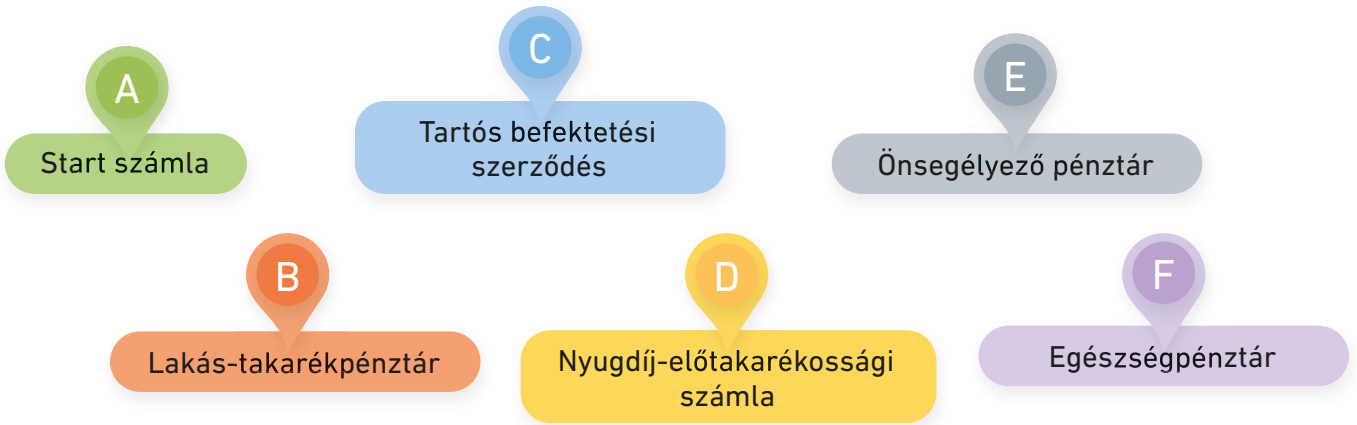 A
Start számla
B
Lakás-takarékpénztár
C
Tartós befektetési
szerződés
D
Nyugdíj-előtakarékossági
számla
E
Önsegélyező pénztár
F
Egészségpénztár